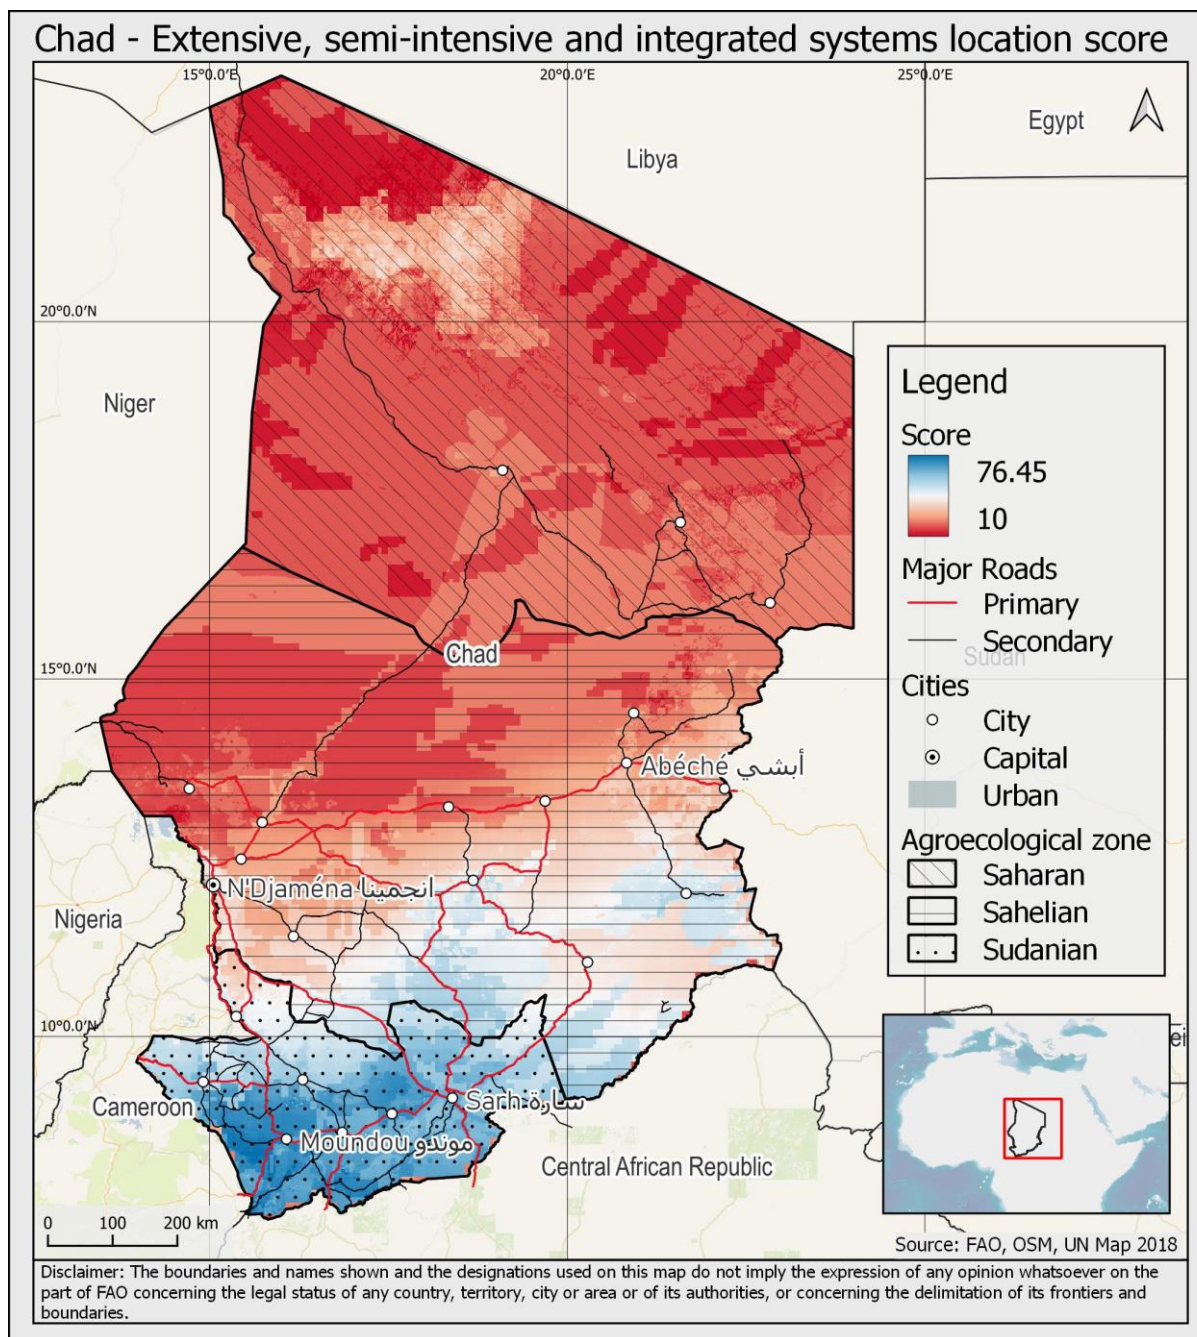 Chad - Extensive, semi-intensive and integrated systems location score
15°0.0'E
20°0.0'E
25°0.0'E
Egypt
Libya
20°0.0'N
Niger
Legend
Score
76.45
10
Major Roads
Primary
Secondary
Sudan
Chad
15°0.0'N
Cities
City
Capital
Urban
Abéché أبشي
Agroecological zone
Saharan
Sahelian
Sudanian
N'Djaména انجمينا
Nigeria
10°0.0'N
Cameroon
Sarh سارة
Moundou موندو
Central African Republic
0 100 200 km
Source: FAO, OSM, UN Map 2018
Disclaimer: The boundaries and names shown and the designations used on this map do not imply the expression of any opinion whatsoever on the
part of FAO concerning the legal status of any country, territory, city or area or of its authorities, or concerning the delimitation of its frontiers and
boundaries.